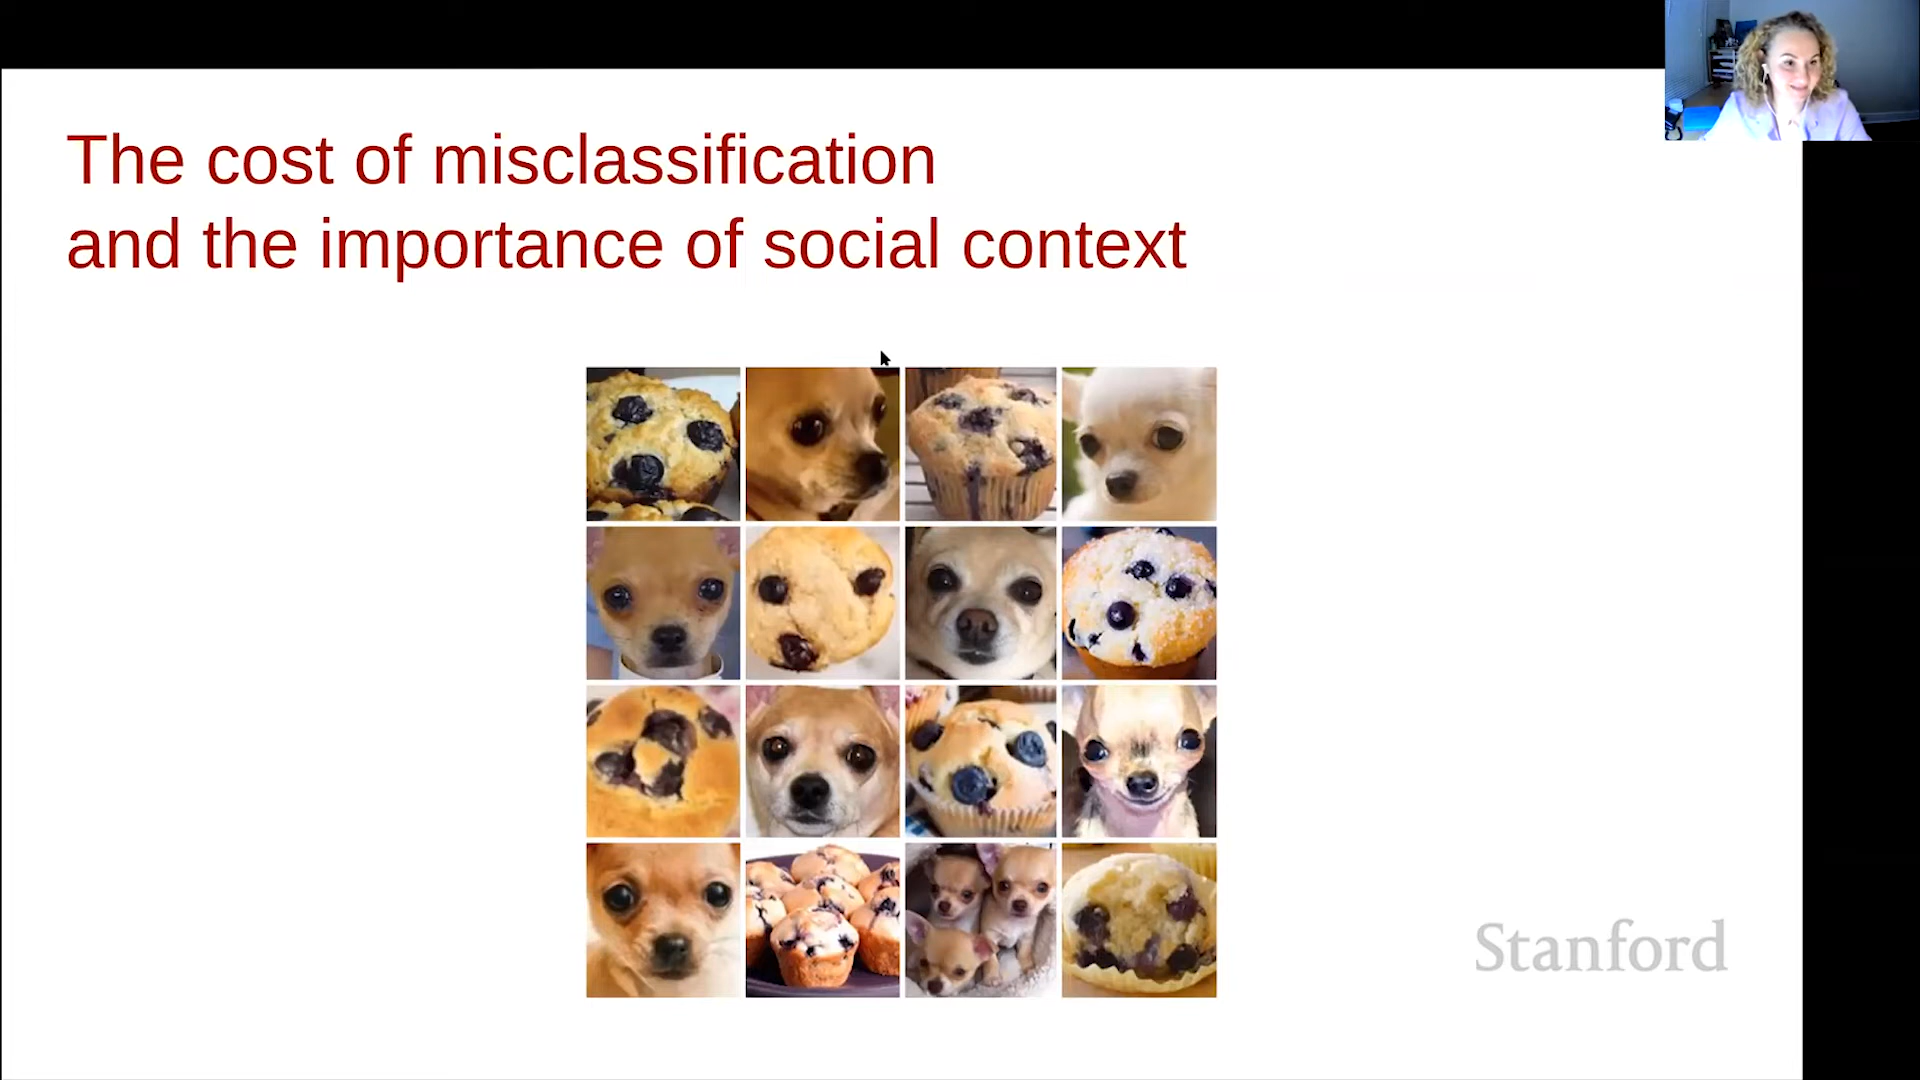 The cost of misclassification
and the importance of social context
Stanford